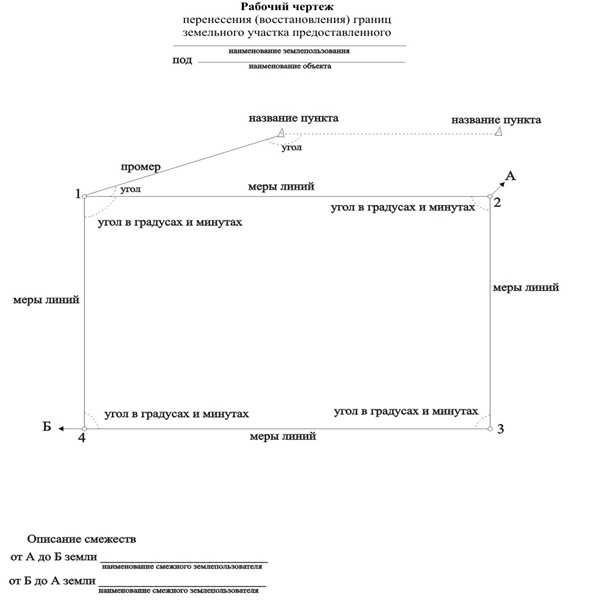 Рабочий чертеж
перенесения (восстановления) границ
земельного участка предоставленного
наименование землепользования
под
наименование объекта
название пункта
название пункта
угол
промер
угол
1
меры линий
А
2
угол в градусах и минутах
угол в градусах и минутах
меры линий
меры линий
угол в градусах и минутах
угол в градусах и минутах
Б
4
меры линий
3
Описание смежеств
от А до Б земли
наименование смежного землепользователя
от Б до А земли
наименование смежного землепользователя